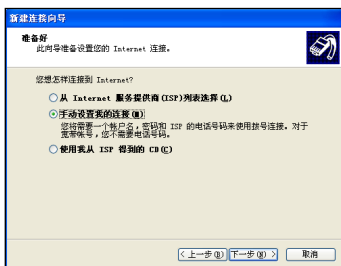 新建连接向导
准备好
此向导准备设置您的 Internet 连接。
您想怎样连接到 Internet?
从 Internet 服务提供商(ISP)列表选择(L)
手动设置我的连接(M)
您将需要一个帐户名，密码和 ISP 的电话号码来使用拨号连接。对于
宽带帐号，您不需要电话号码。
使用我从 ISP 得到的 CD(C)
< 上一步(B) 下一步(N) > 取消